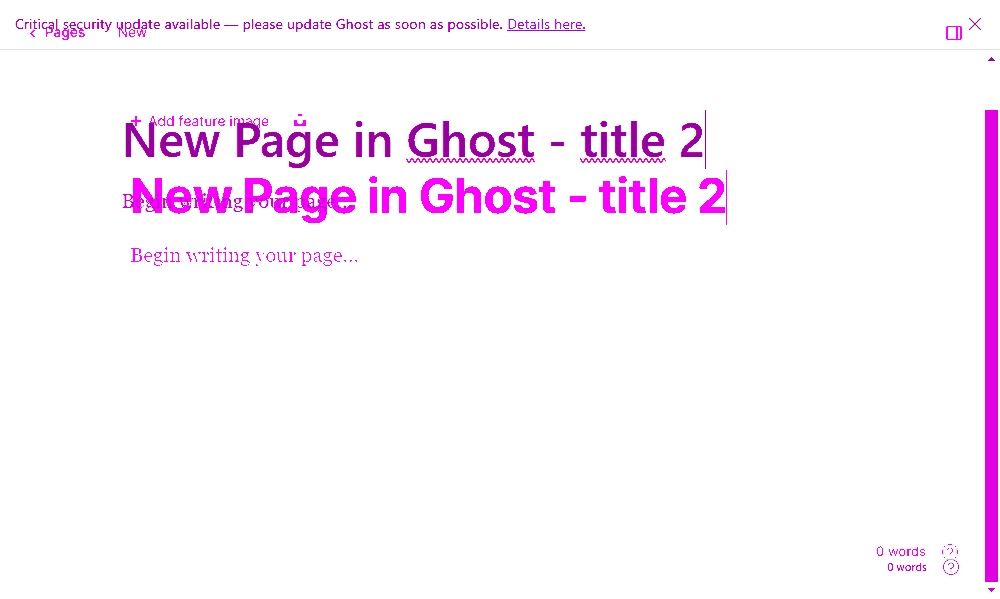 Critical security update available — please update Ghost as soon as possible. Details here.
Pages New
Add feature image
New Page in Ghost - title 2
New Page in Ghost - title 2
Begin writing your page...
Begin writing your page...
0 words
0 words